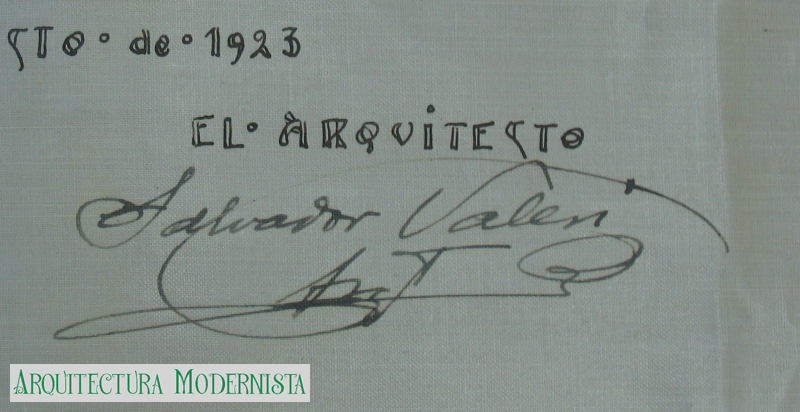 cto · de · 1923
EL · ARQUITECTO
Salvador Valeri
ARQUITECTURA MODERNISTA